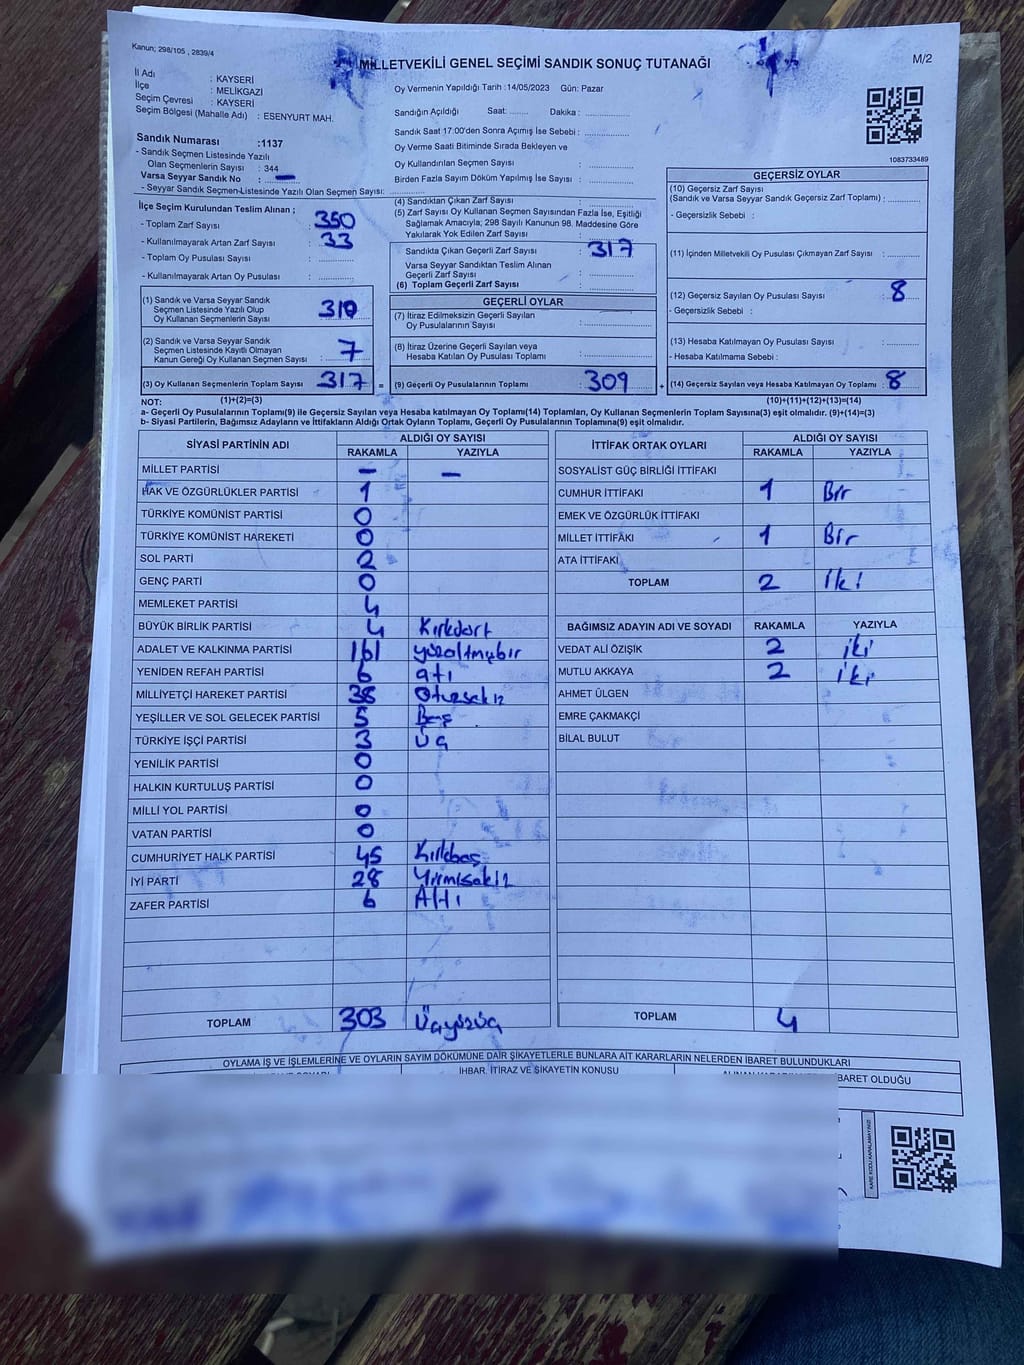 Kanun; 298/105 , 2839/4
MİLLETVEKİLİ GENEL SEÇİMİ SANDIK SONUÇ TUTANAĞI
M/2
İl Adı : KAYSERİ
İlçe : MELİKGAZİ
Seçim Çevresi : KAYSERİ
Seçim Bölgesi (Mahalle Adı) : ESENYURT MAH.
Sandık Numarası :1137
- Sandık Seçmen Listesinde Yazılı
Olan Seçmenlerin Sayısı : 344
Varsa Seyyar Sandık No : –
- Seyyar Sandık Seçmen Listesinde Yazılı Olan Seçmen Sayısı: ..............
Oy Vermenin Yapıldığı Tarih :14/05/2023 Gün: Pazar
Sandığın Açıldığı Saat: ....... Dakika : ..............
Sandık Saat 17:00'den Sonra Açımış İse Sebebi : ..............
Oy Verme Saati Bitiminde Sırada Bekleyen ve
Oy Kullandırılan Seçmen Sayısı : ..............
Birden Fazla Sayım Döküm Yapılmış İse Sayısı : ..............
1083733489
İlçe Seçim Kurulundan Teslim Alınan ;
- Toplam Zarf Sayısı : 350
- Kullanılmayarak Artan Zarf Sayısı : 33
- Toplam Oy Pusulası Sayısı : ..............
- Kullanılmayarak Artan Oy Pusulası : ..............
(1) Sandık ve Varsa Seyyar Sandık
Seçmen Listesinde Yazılı Olup
Oy Kullanan Seçmenlerin Sayısı : 310
(2) Sandık ve Varsa Seyyar Sandık
Seçmen Listesinde Kayıtlı Olmayan
Kanun Gereği Oy Kullanan Seçmen Sayısı : 7
(3) Oy Kullanan Seçmenlerin Toplam Sayısı : 317 =
(4) Sandıktan Çıkan Zarf Sayısı : ..............
(5) Zarf Sayısı Oy Kullanan Seçmen Sayısından Fazla İse, Eşitliği
Sağlamak Amacıyla; 298 Sayılı Kanunun 98. Maddesine Göre
Yakılarak Yok Edilen Zarf Sayısı : ..............
Sandıkta Çıkan Geçerli Zarf Sayısı : 317
Varsa Seyyar Sandıktan Teslim Alınan
Geçerli Zarf Sayısı : ..............
(6) Toplam Geçerli Zarf Sayısı : ..............
GEÇERLİ OYLAR
(7) İtiraz Edilmeksizin Geçerli Sayılan
Oy Pusulalarının Sayısı : ..............
(8) İtiraz Üzerine Geçerli Sayılan veya
Hesaba Katılan Oy Pusulası Toplamı : ..............
(9) Geçerli Oy Pusulalarının Toplamı : 309 +
GEÇERSİZ OYLAR
(10) Geçersiz Zarf Sayısı
(Sandık ve Varsa Seyyar Sandık Geçersiz Zarf Toplamı) : ..............
- Geçersizlik Sebebi :
(11) İçinden Milletvekili Oy Pusulası Çıkmayan Zarf Sayısı : ..............
(12) Geçersiz Sayılan Oy Pusulası Sayısı : 8
- Geçersizlik Sebebi :
(13) Hesaba Katılmayan Oy Pusulası Sayısı : ..............
- Hesaba Katılmama Sebebi :
(14) Geçersiz Sayılan veya Hesaba Katılmayan Oy Toplamı : 8
NOT: (1)+(2)=(3) (10)+(11)+(12)+(13)=(14)
a- Geçerli Oy Pusulalarının Toplamı(9) ile Geçersiz Sayılan veya Hesaba katılmayan Oy Toplamı(14) Toplamları, Oy Kullanan Seçmenlerin Toplam Sayısına(3) eşit olmalıdır. (9)+(14)=(3)
b- Siyasi Partilerin, Bağımsız Adayların ve İttifakların Aldığı Ortak Oyların Toplamı, Geçerli Oy Pusulalarının Toplamına(9) eşit olmalıdır.
SİYASİ PARTİNİN ADI ALDIĞI OY SAYISI
RAKAMLA YAZIYLA
MİLLET PARTİSİ – –
HAK VE ÖZGÜRLÜKLER PARTİSİ 1
TÜRKİYE KOMÜNİST PARTİSİ 0
TÜRKİYE KOMÜNİST HAREKETİ 0
SOL PARTİ 2
GENÇ PARTİ 0
MEMLEKET PARTİSİ 4
BÜYÜK BİRLİK PARTİSİ 4 Kırkdört
ADALET VE KALKINMA PARTİSİ 161 yüzaltmışbir
YENİDEN REFAH PARTİSİ 6 altı
MİLLİYETÇİ HAREKET PARTİSİ 38 Otuzsekiz
YEŞİLLER VE SOL GELECEK PARTİSİ 5 Beş
TÜRKİYE İŞÇİ PARTİSİ 3 Üç
YENİLİK PARTİSİ 0
HALKIN KURTULUŞ PARTİSİ 0
MİLLİ YOL PARTİSİ 0
VATAN PARTİSİ 0
CUMHURİYET HALK PARTİSİ 45 Kırkbeş
İYİ PARTİ 28 Yirmisekiz
ZAFER PARTİSİ 6 Altı
TOPLAM 303 Üçyüzüç
İTTİFAK ORTAK OYLARI ALDIĞI OY SAYISI
RAKAMLA YAZIYLA
SOSYALİST GÜÇ BİRLİĞİ İTTİFAKI
CUMHUR İTTİFAKI 1 Bir
EMEK VE ÖZGÜRLÜK İTTİFAKI
MİLLET İTTİFAKI 1 Bir
ATA İTTİFAKI
TOPLAM 2 iki
BAĞIMSIZ ADAYIN ADI VE SOYADI RAKAMLA YAZIYLA
VEDAT ALİ ÖZIŞIK 2 iki
MUTLU AKKAYA 2 iki
AHMET ÜLGEN
EMRE ÇAKMAKÇİ
BİLAL BULUT
TOPLAM 4
OYLAMA İŞ VE İŞLEMLERİNE VE OYLARIN SAYIM DÖKÜMÜNE DAİR ŞİKAYETLERLE BUNLARA AİT KARARLARIN NELERDEN İBARET BULUNDUKLARI
İHBAR, İTİRAZ VE ŞİKAYETİN KONUSU
BARET OLDUĞU
KARE KODU KARALAMAYINIZ!